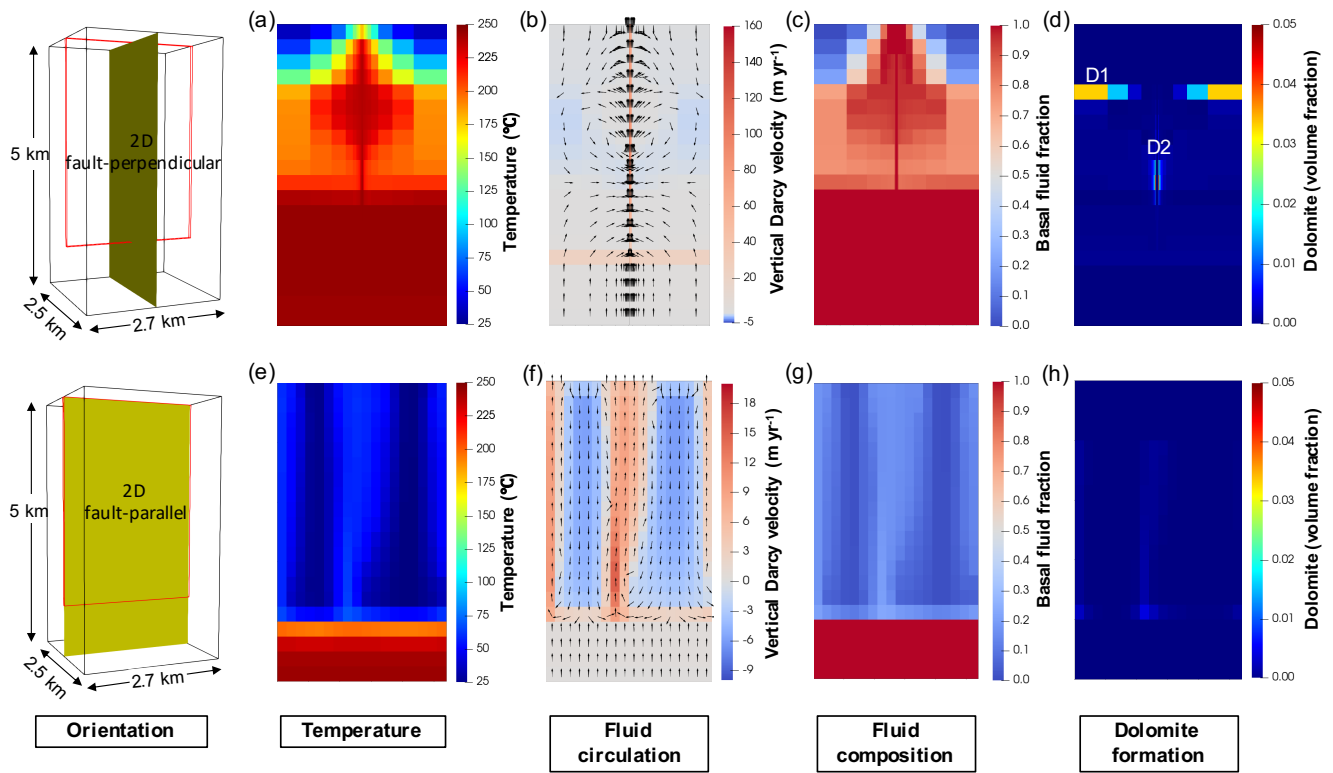 (a)
(b)
(c)
(d)
5 km
2.5 km
2.7 km
2D
fault-perpendicular
250
225
200
175
150
125
100
75
50
25
Temperature (℃)
160
140
120
100
80
60
40
20
-5
Vertical Darcy velocity (m yr⁻¹)
1.0
0.9
0.8
0.7
0.6
0.5
0.4
0.3
0.2
0.1
0.0
Basal fluid fraction
D1
D2
0.05
0.04
0.03
0.02
0.01
0.00
Dolomite (volume fraction)
(e)
(f)
(g)
(h)
5 km
2.5 km
2.7 km
2D
fault-parallel
250
225
200
175
150
125
100
75
50
25
Temperature (℃)
18
15
12
9
6
3
0
-3
-6
-9
Vertical Darcy velocity (m yr⁻¹)
1.0
0.9
0.8
0.7
0.6
0.5
0.4
0.3
0.2
0.1
0.0
Basal fluid fraction
0.05
0.04
0.03
0.02
0.01
0.00
Dolomite (volume fraction)
Orientation
Temperature
Fluid
circulation
Fluid
composition
Dolomite
formation